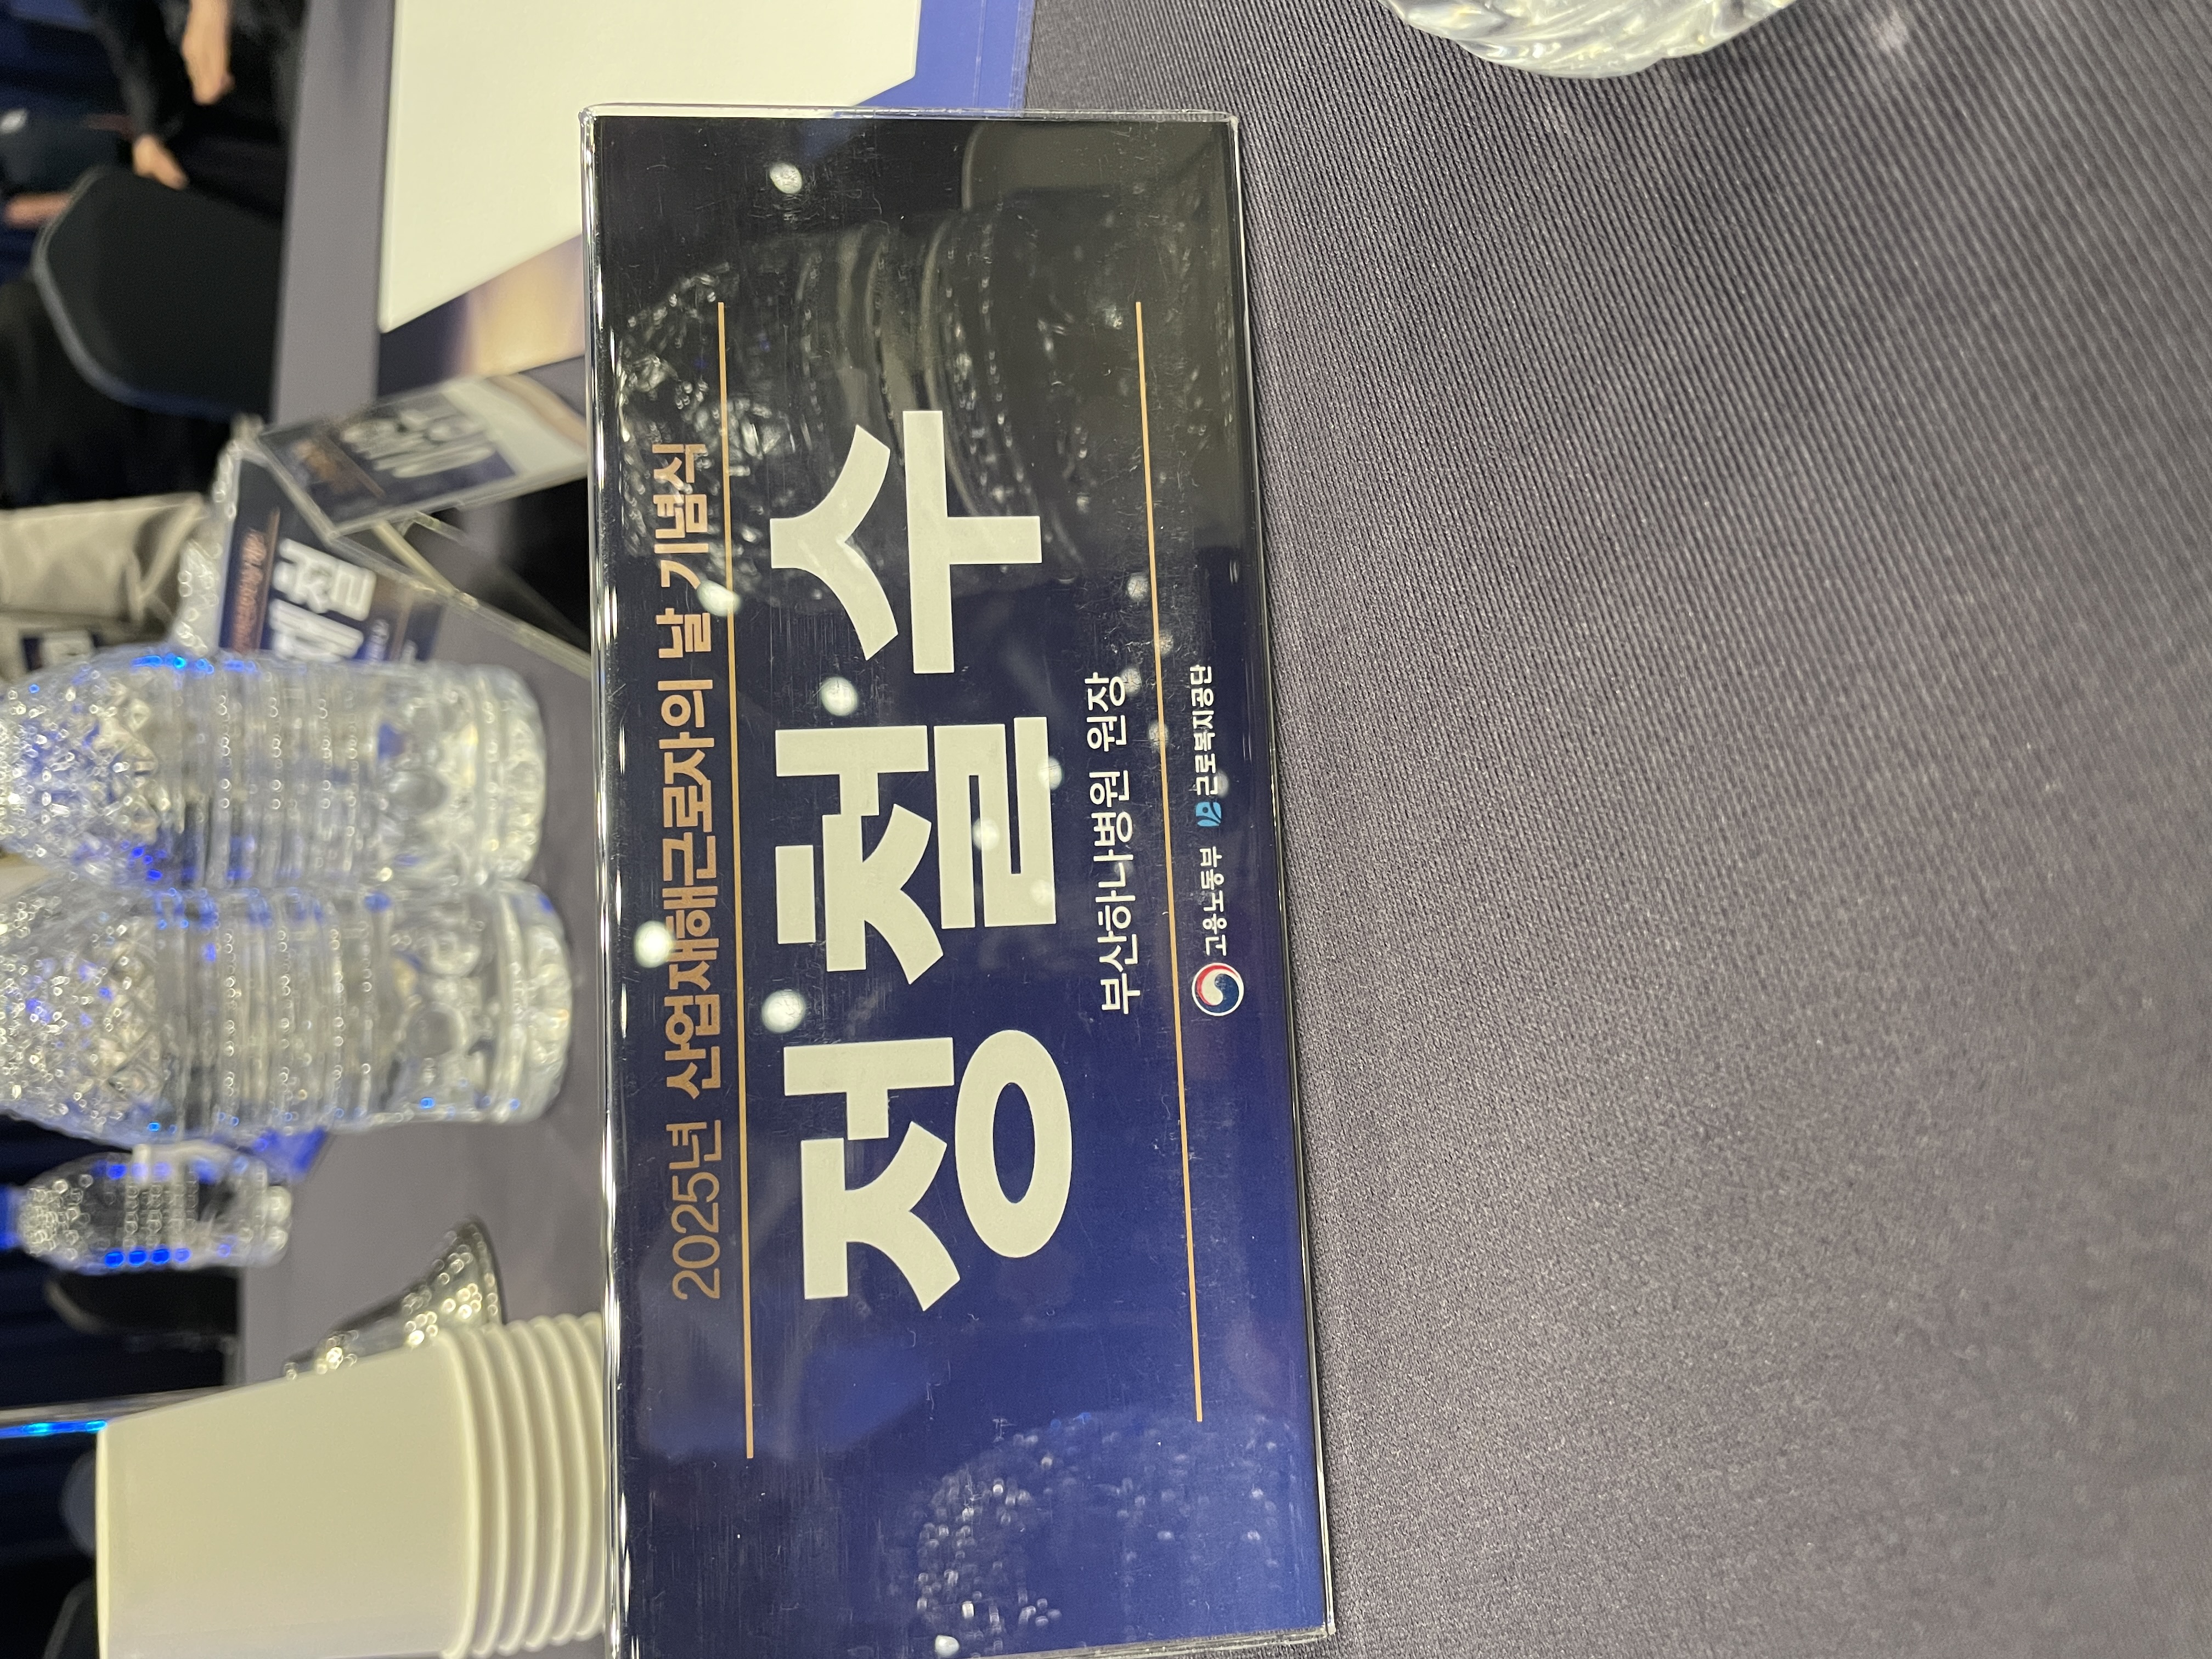 2025년 산업재해근로자의 날 기념식
정철수
부산하나병원 원장
고용노동부 근로복지공단